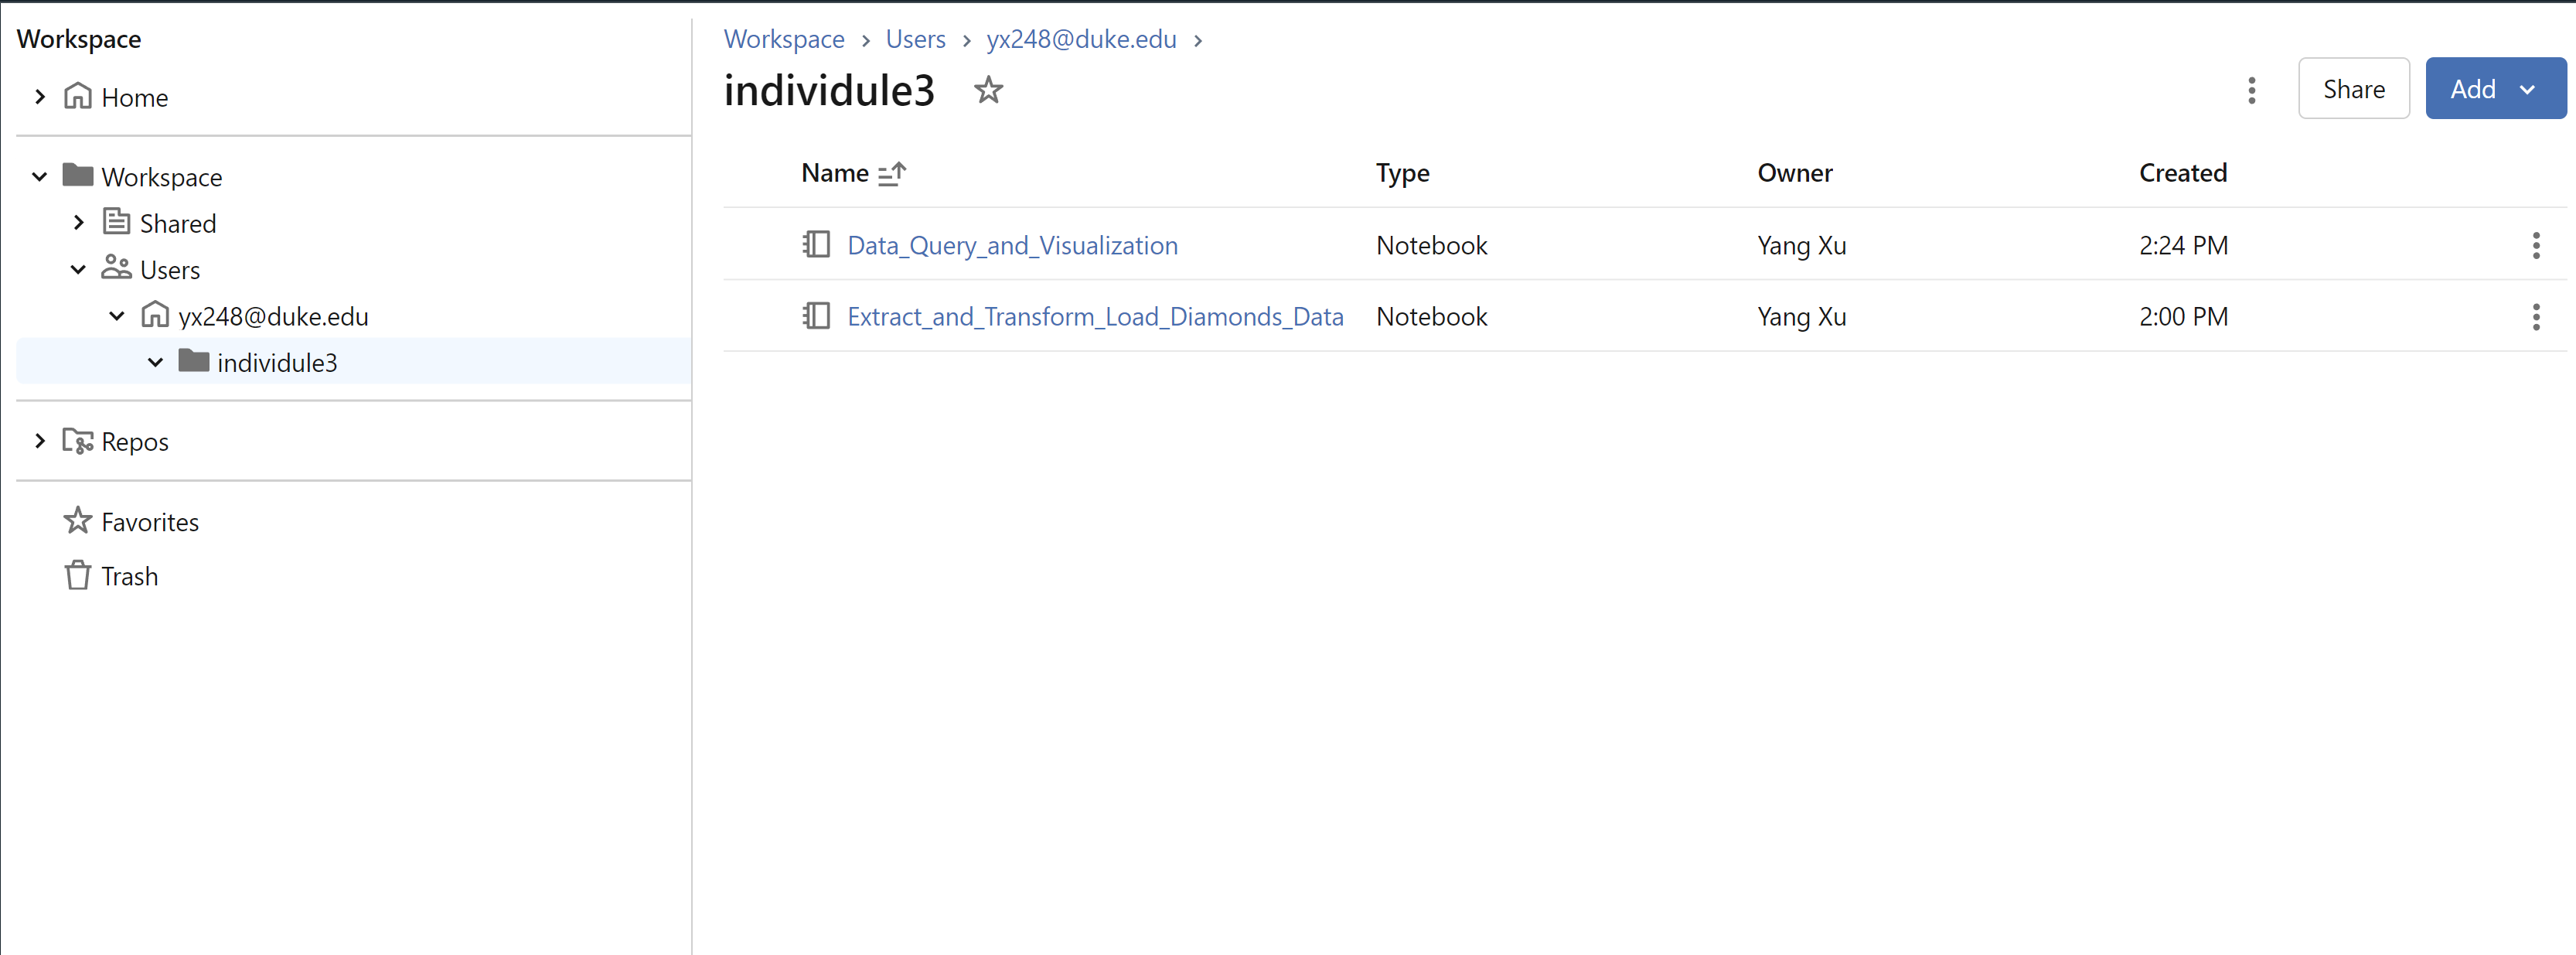 Workspace
Home
Workspace
Shared
Users
yx248@duke.edu
individule3
Repos
Favorites
Trash
Workspace > Users > yx248@duke.edu >
individule3
Share
Add
Name Type Owner Created
Data_Query_and_Visualization Notebook Yang Xu 2:24 PM
Extract_and_Transform_Load_Diamonds_Data Notebook Yang Xu 2:00 PM